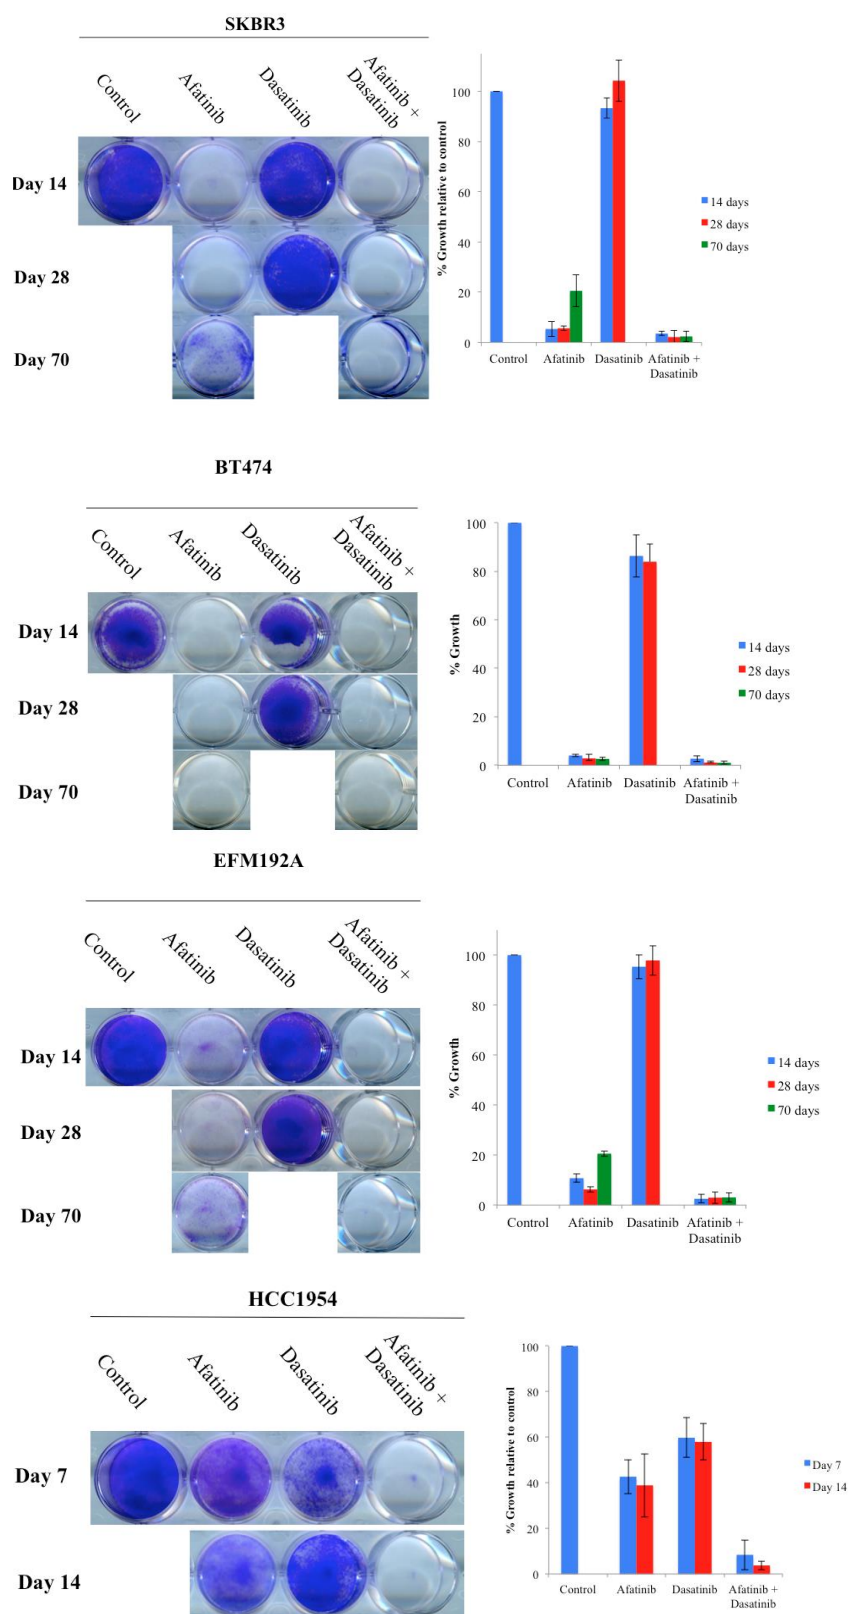 SKBR3
Control
Afatinib
Dasatinib
Afatinib +
Dasatinib
Day 14
Day 28
Day 70
% Growth relative to control
100
80
60
40
20
0
Control
Afatinib
Dasatinib
Afatinib +
Dasatinib
14 days
28 days
70 days
BT474
Control
Afatinib
Dasatinib
Afatinib +
Dasatinib
Day 14
Day 28
Day 70
% Growth
100
80
60
40
20
0
Control
Afatinib
Dasatinib
Afatinib +
Dasatinib
14 days
28 days
70 days
EFM192A
Control
Afatinib
Dasatinib
Afatinib +
Dasatinib
Day 14
Day 28
Day 70
% Growth
100
80
60
40
20
0
Control
Afatinib
Dasatinib
Afatinib +
Dasatinib
14 days
28 days
70 days
HCC1954
Control
Afatinib
Dasatinib
Afatinib +
Dasatinib
Day 7
Day 14
% Growth relative to control
100
80
60
40
20
0
Control
Afatinib
Dasatinib
Afatinib +
Dasatinib
Day 7
Day 14